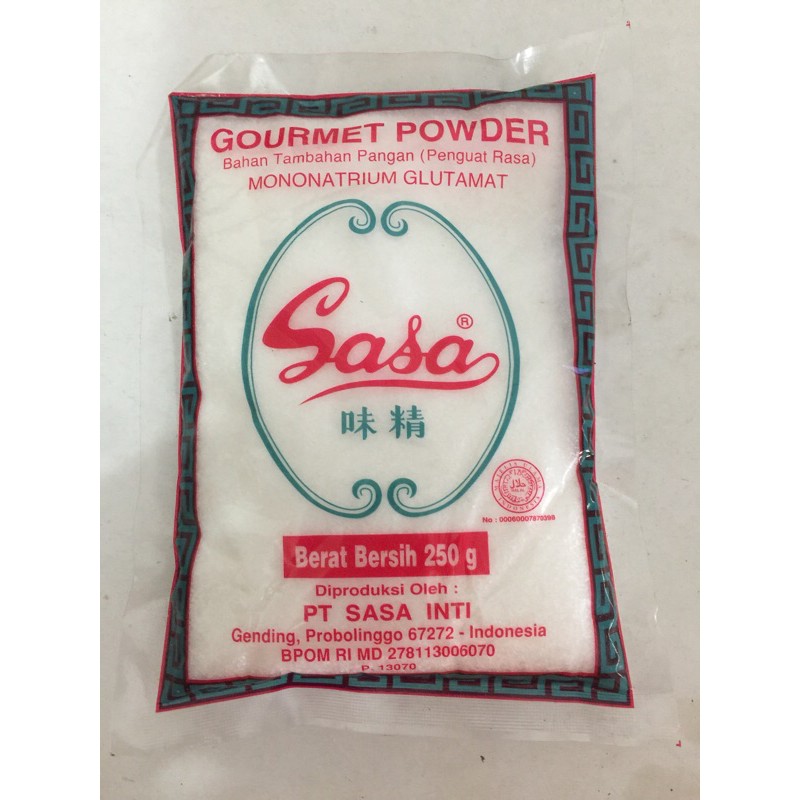 GOURMET POWDER
Bahan Tambahan Pangan (Penguat Rasa)
MONONATRIUM GLUTAMAT
Sasa®
味精
حلال
No : 00060007870398
Berat Bersih 250 g
Diproduksi Oleh :
PT SASA INTI
Gending, Probolinggo 67272 - Indonesia
BPOM RI MD 278113006070
P. 13070